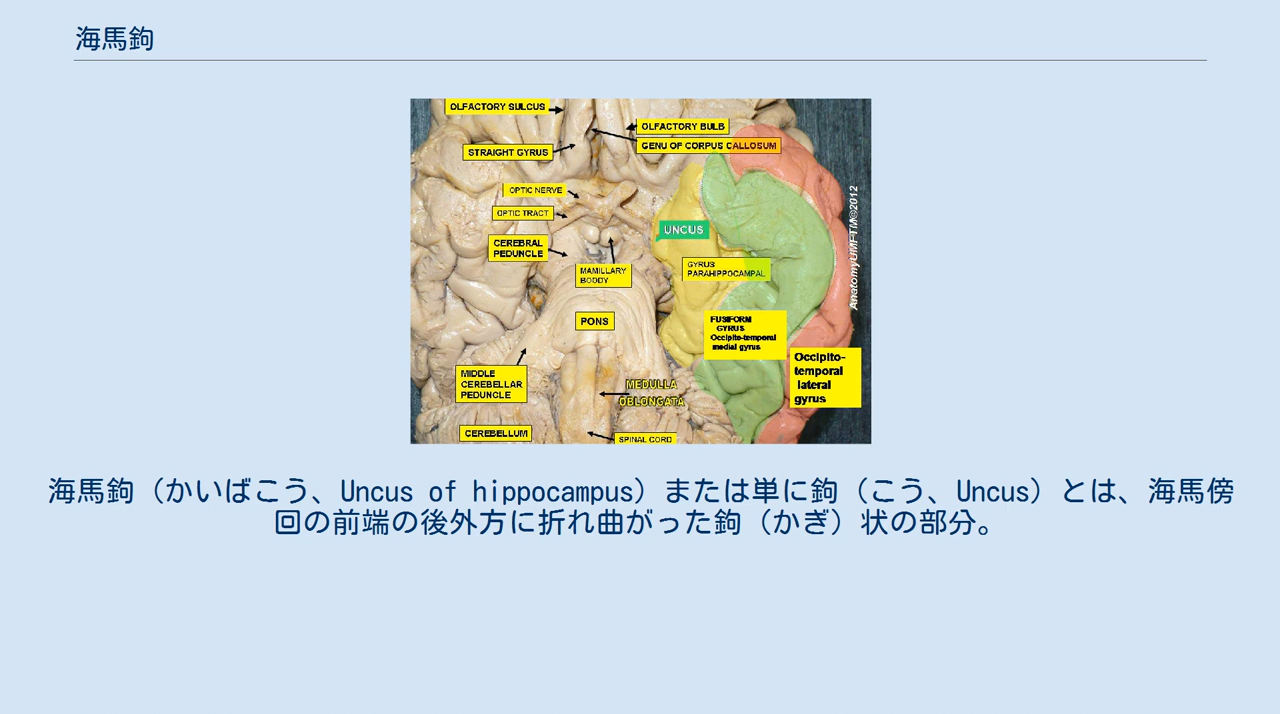 海馬鉤
OLFACTORY SULCUS
OLFACTORY BULB
GENU OF CORPUS CALLOSUM
STRAIGHT GYRUS
OPTIC NERVE
OPTIC TRACT
UNCUS
CEREBRAL
PEDUNCLE
MAMILLARY
BODDY
GYRUS
PARAHIPPOCAMPAL
PONS
FUSIFORM
GYRUS
Occipito-temporal
medial gyrus
Occipito-
temporal
lateral
gyrus
MIDDLE
CEREBELLAR
PEDUNCLE
MEDULLA
OBLONGATA
CEREBELLUM
SPINAL CORD
AnatomyUMFTM©2012
海馬鉤（かいばこう、Uncus of hippocampus）または単に鉤（こう、Uncus）とは、海馬傍
回の前端の後外方に折れ曲がった鉤（かぎ）状の部分。